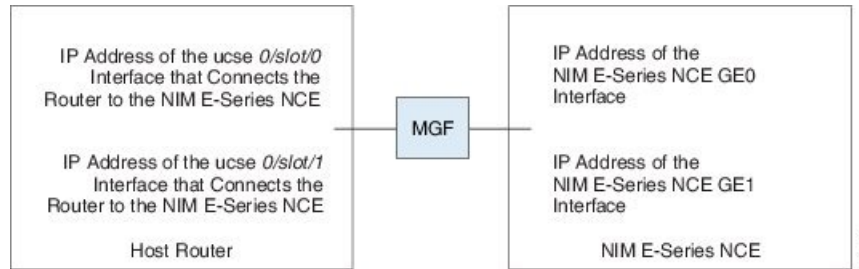 IP Address of the ucse 0/slot/0
Interface that Connects the
Router to the NIM E-Series NCE
IP Address of the ucse 0/slot/1
Interface that Connects the
Router to the NIM E-Series NCE
Host Router
MGF
IP Address of the
NIM E-Series NCE GE0
Interface
IP Address of the
NIM E-Series NCE GE1
Interface
NIM E-Series NCE